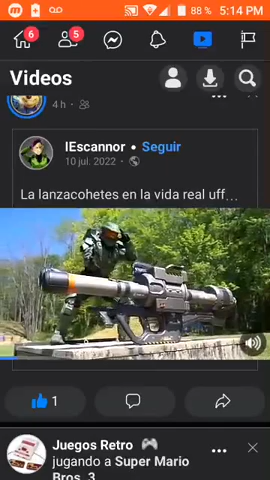 88 % 5:14 PM
6
5
Videos
4 h ·
IEscannor • Seguir
10 jul. 2022 ·
La lanzacohetes en la vida real uff...
1
Juegos Retro 🎮
jugando a Super Mario
Bros. 3